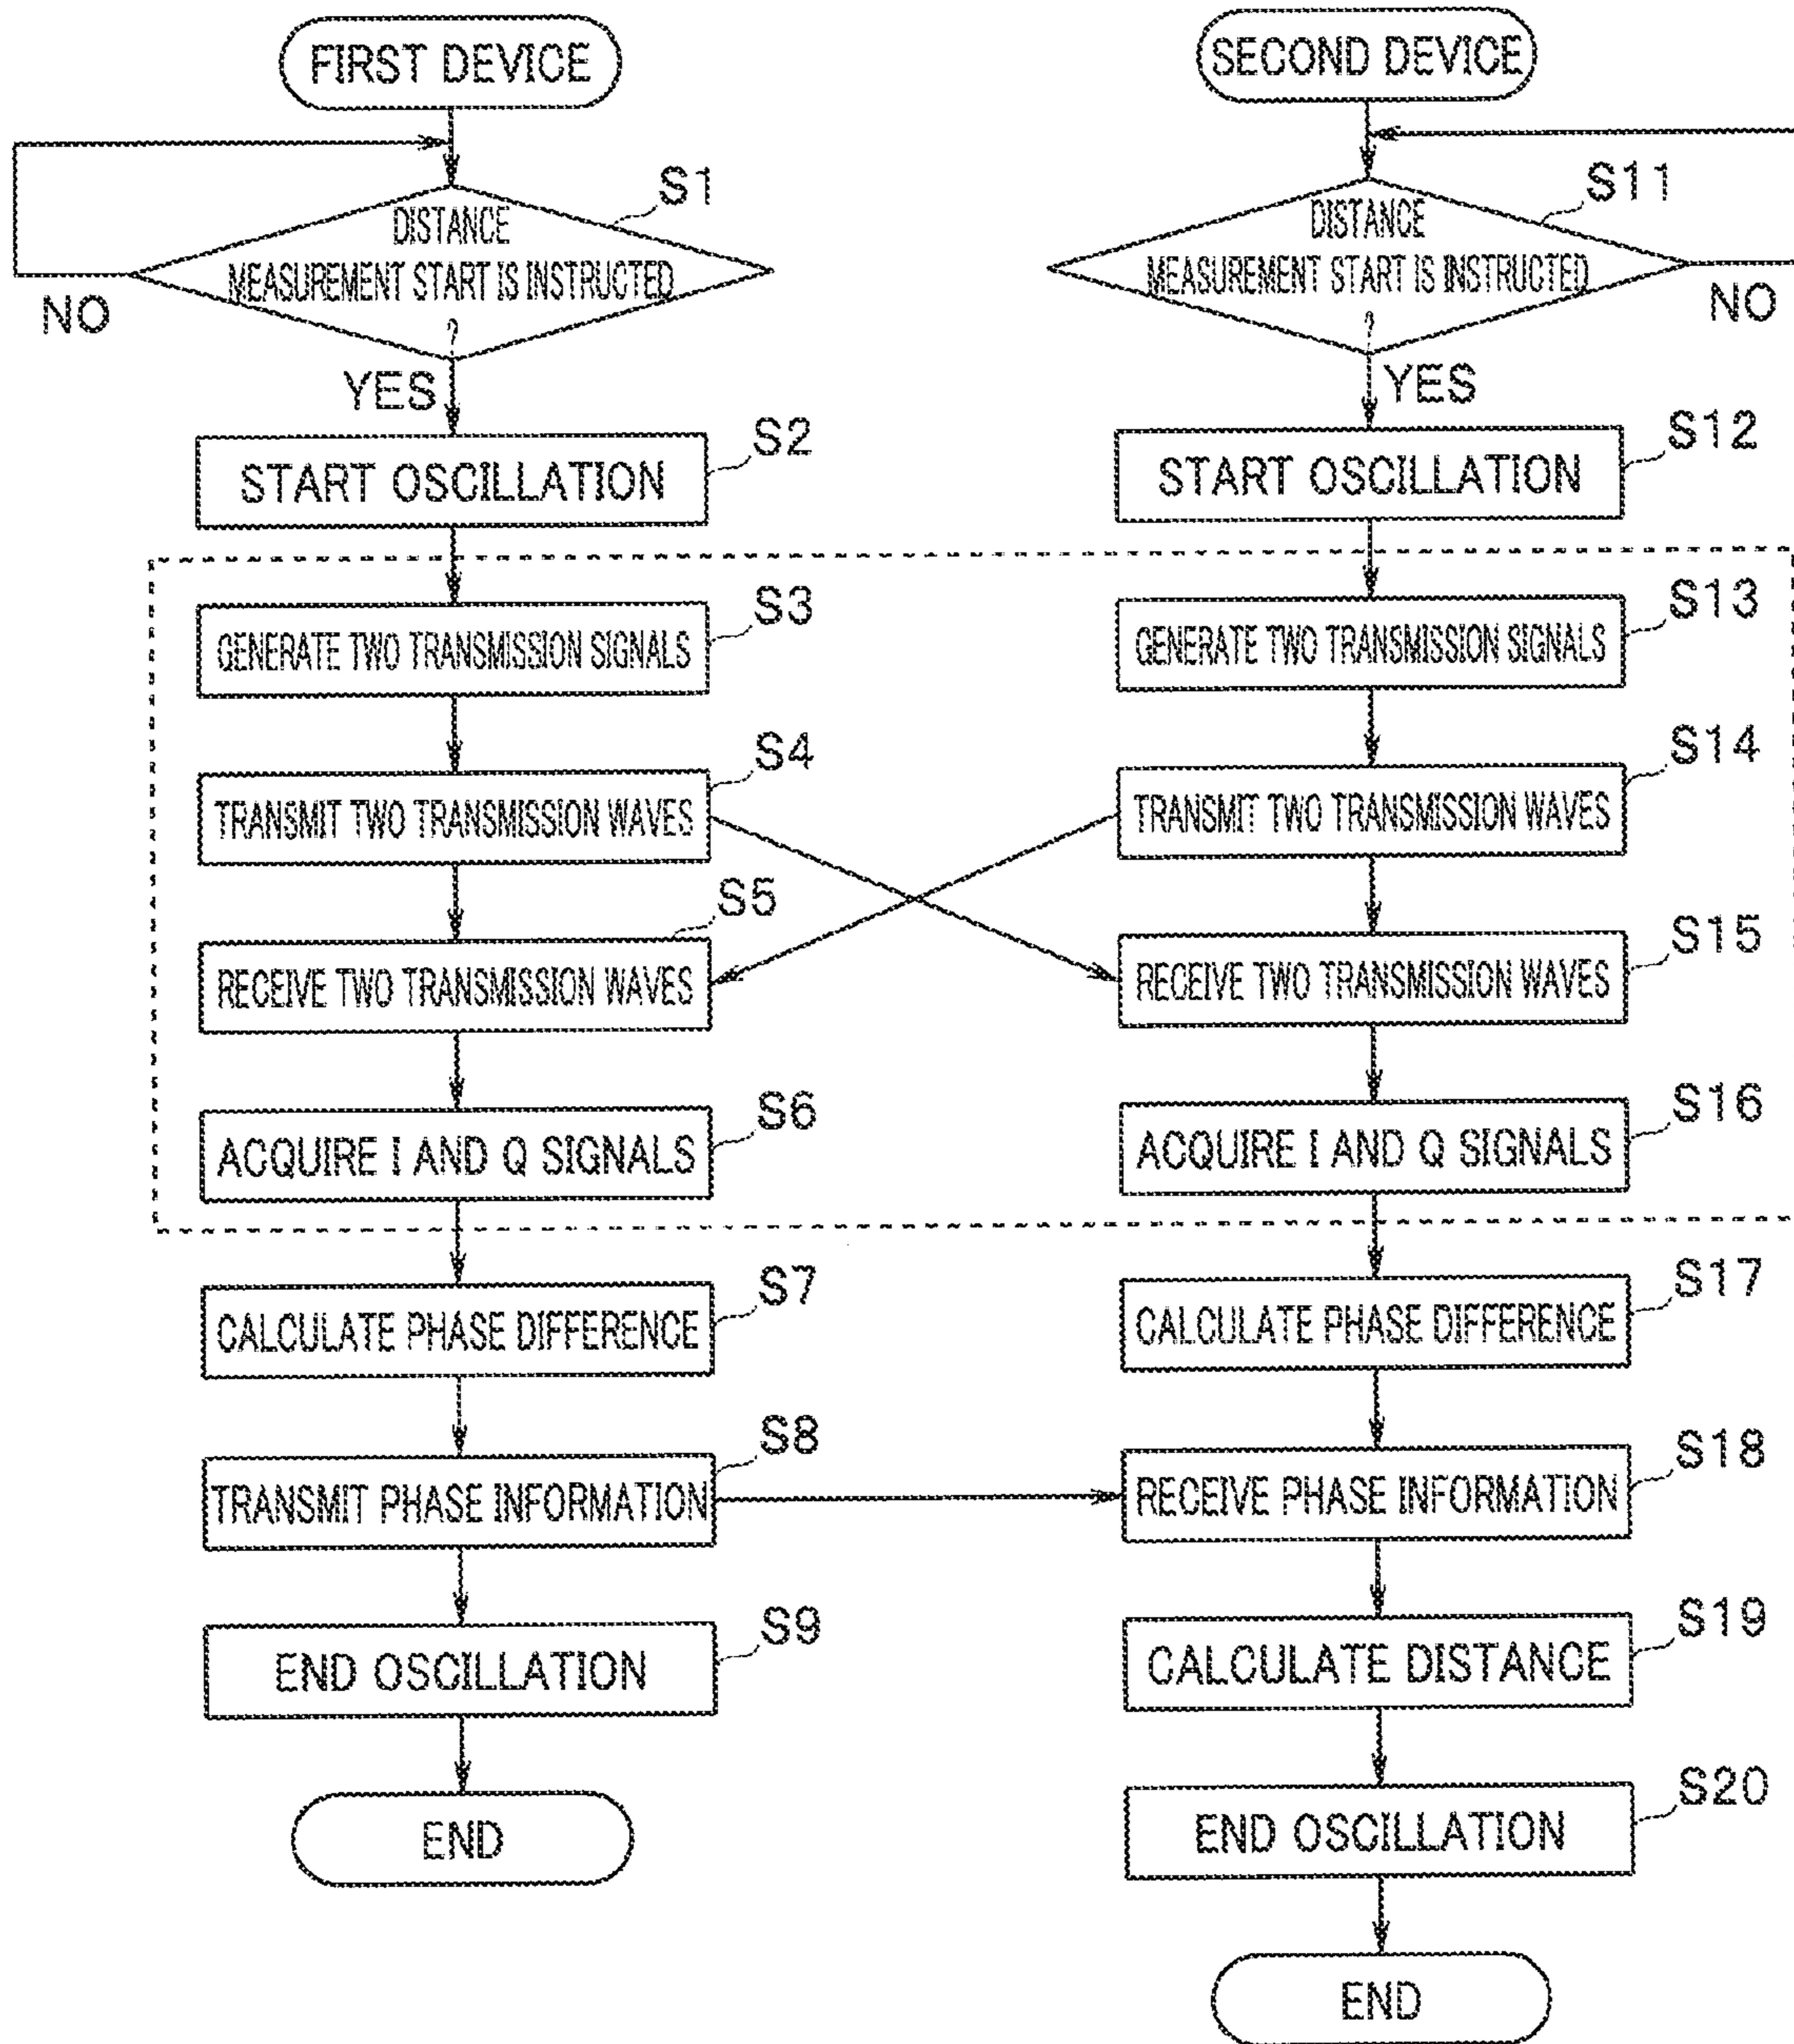 FIRST DEVICE
S1
DISTANCE
MEASUREMENT START IS INSTRUCTED
?
NO
YES
S2
START OSCILLATION
S3
GENERATE TWO TRANSMISSION SIGNALS
S4
TRANSMIT TWO TRANSMISSION WAVES
S5
RECEIVE TWO TRANSMISSION WAVES
S6
ACQUIRE I AND Q SIGNALS
S7
CALCULATE PHASE DIFFERENCE
S8
TRANSMIT PHASE INFORMATION
S9
END OSCILLATION
END
SECOND DEVICE
S11
DISTANCE
MEASUREMENT START IS INSTRUCTED
?
NO
YES
S12
START OSCILLATION
S13
GENERATE TWO TRANSMISSION SIGNALS
S14
TRANSMIT TWO TRANSMISSION WAVES
S15
RECEIVE TWO TRANSMISSION WAVES
S16
ACQUIRE I AND Q SIGNALS
S17
CALCULATE PHASE DIFFERENCE
S18
RECEIVE PHASE INFORMATION
S19
CALCULATE DISTANCE
S20
END OSCILLATION
END